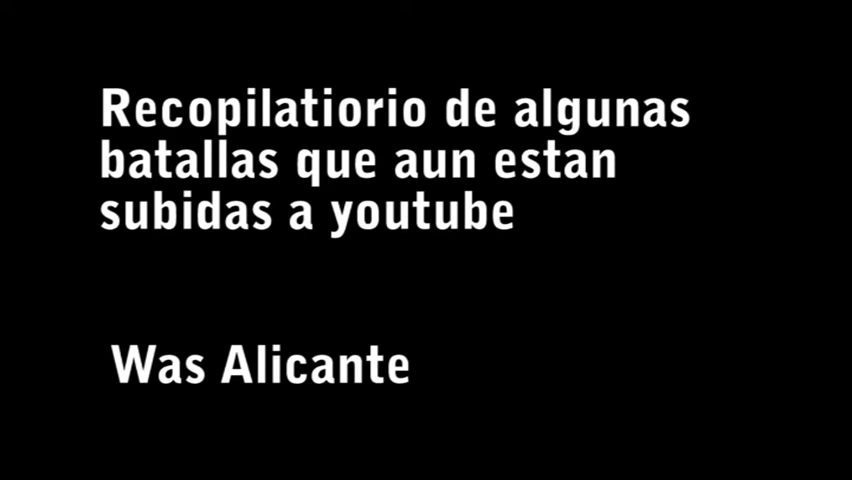 Recopilatiorio de algunas
batallas que aun estan
subidas a youtube
Was Alicante